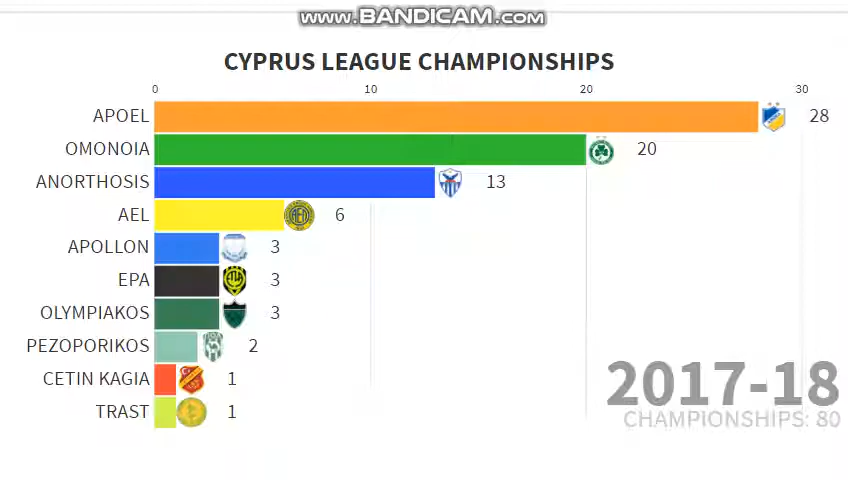 WWW.BANDICAM.COM
CYPRUS LEAGUE CHAMPIONSHIPS
0 10 20 30
APOEL 28
OMONOIA 20
ANORTHOSIS 13
AEL 6
APOLLON 3
EPA 3
OLYMPIAKOS 3
PEZOPORIKOS 2
CETIN KAGIA 1
TRAST 1
2017-18
CHAMPIONSHIPS: 80